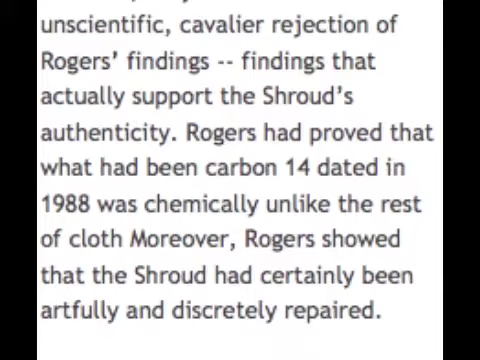 unscientific, cavalier rejection of
Rogers’ findings -- findings that
actually support the Shroud’s
authenticity. Rogers had proved that
what had been carbon 14 dated in
1988 was chemically unlike the rest
of cloth Moreover, Rogers showed
that the Shroud had certainly been
artfully and discretely repaired.